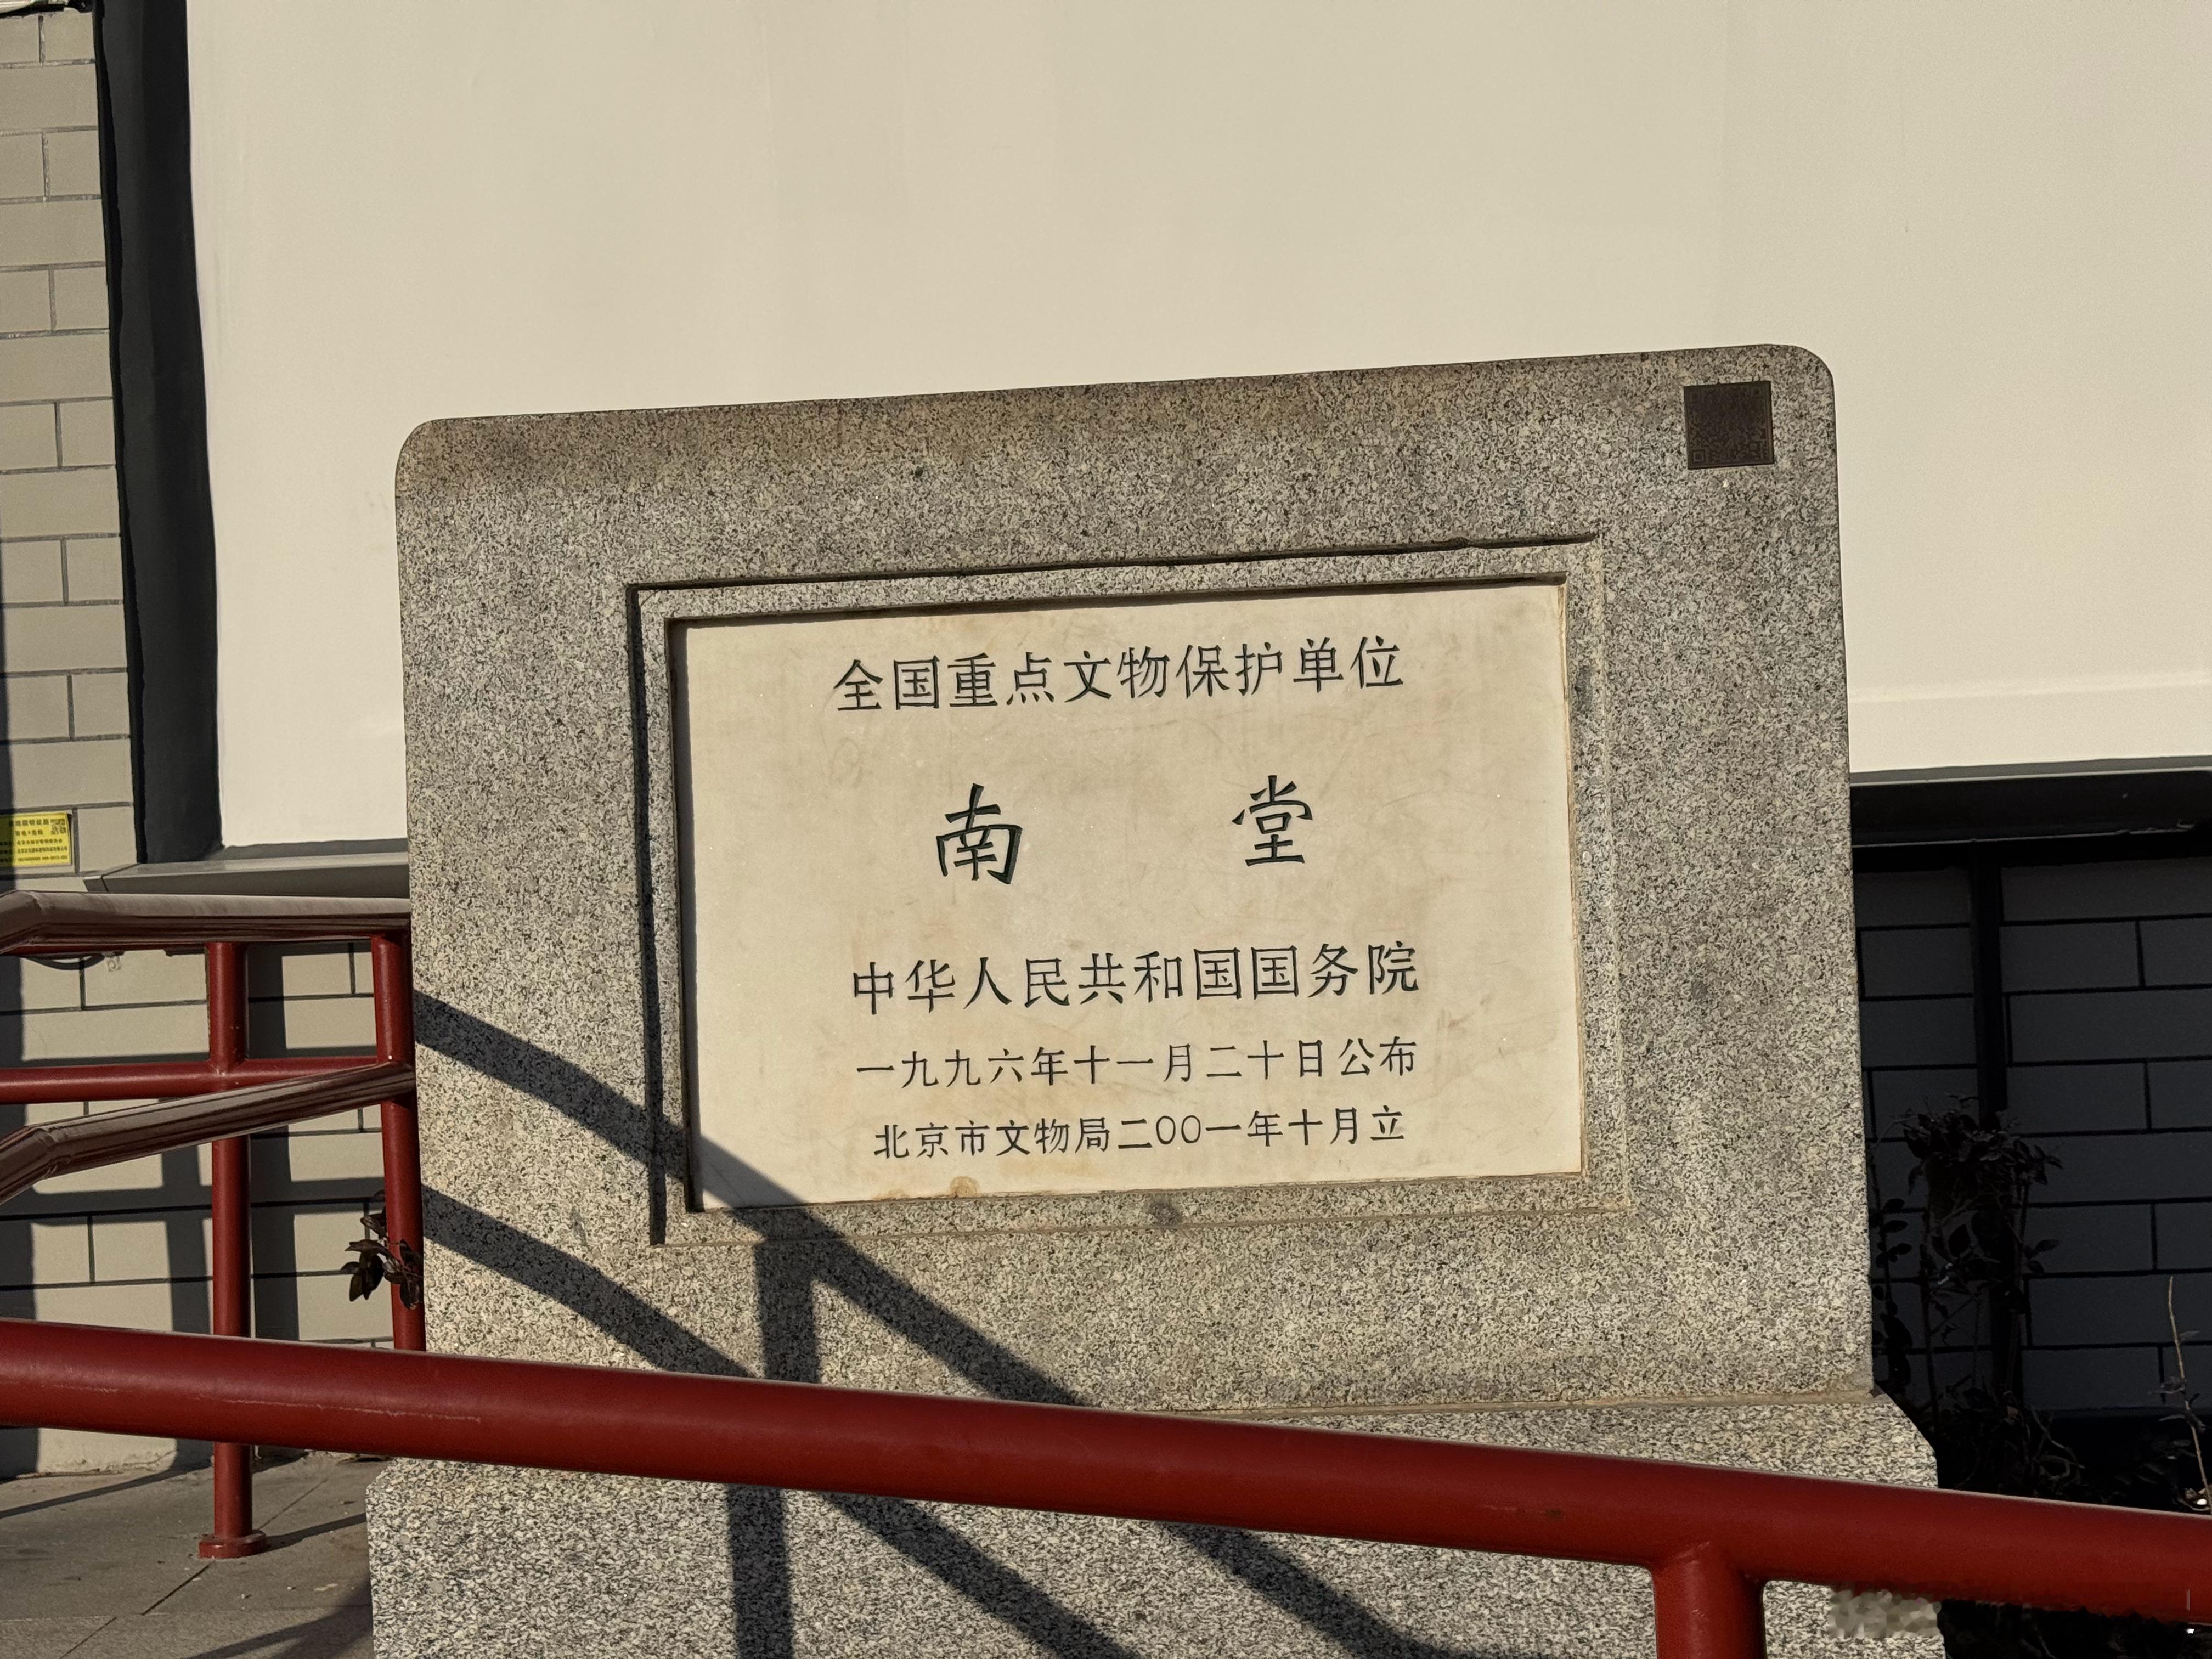 全国重点文物保护单位
南 堂
中华人民共和国国务院
一九九六年十一月二十日公布
北京市文物局二〇〇一年十月立